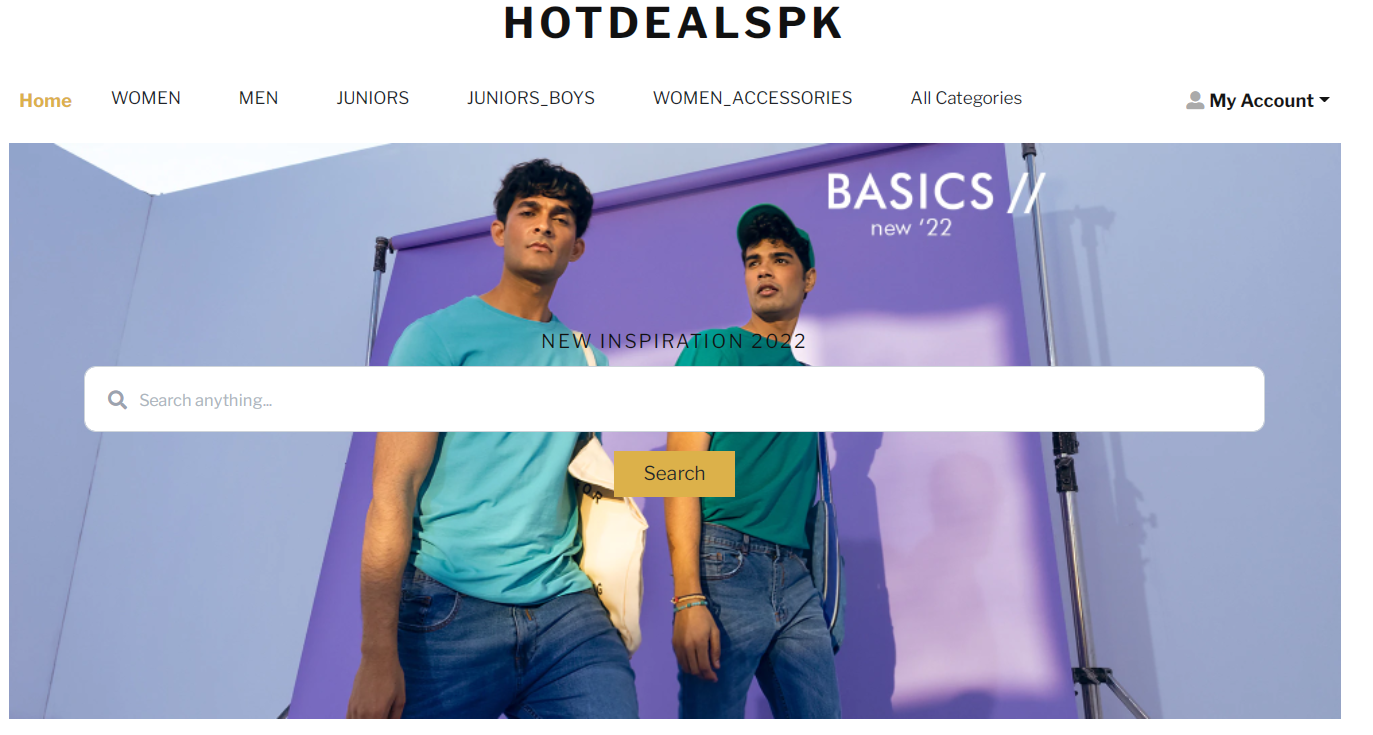 HOTDEALSPK
Home WOMEN MEN JUNIORS JUNIORS_BOYS WOMEN_ACCESSORIES All Categories My Account
BASICS //
new ’22
NEW INSPIRATION 2022
Search anything...
Search